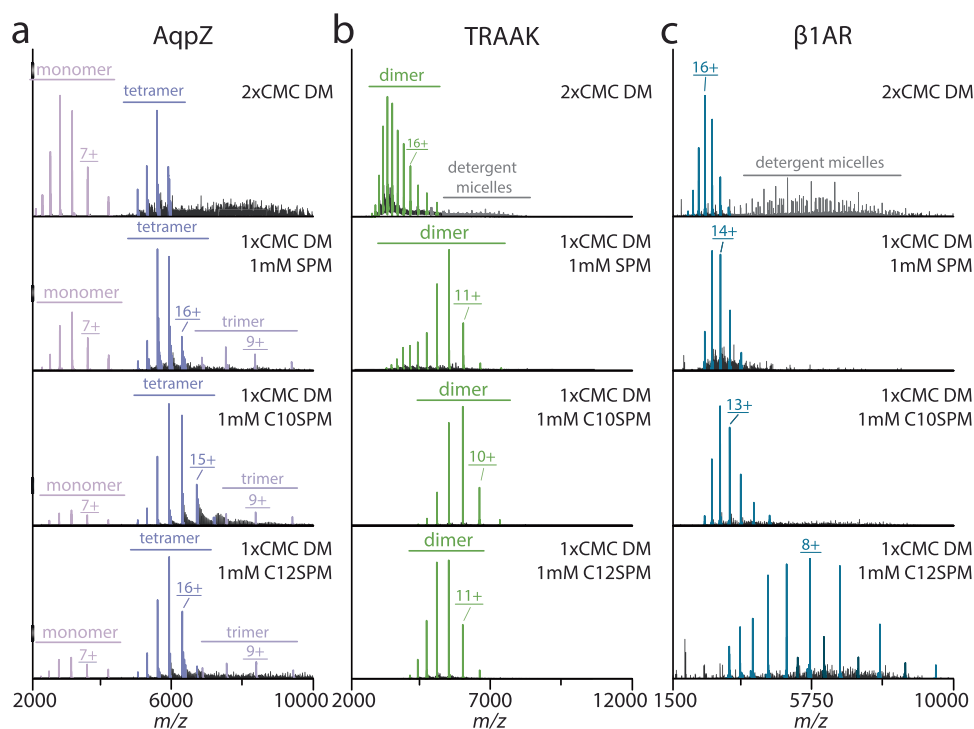 a
AqpZ
monomer
tetramer
7+
2xCMC DM
tetramer
monomer
7+
16+
trimer
9+
1xCMC DM
1mM SPM
tetramer
monomer
7+
15+
trimer
9+
1xCMC DM
1mM C10SPM
tetramer
monomer
7+
16+
trimer
9+
1xCMC DM
1mM C12SPM
2000
6000
10000
m/z
b
TRAAK
dimer
16+
detergent
micelles
2xCMC DM
dimer
11+
1xCMC DM
1mM SPM
dimer
10+
1xCMC DM
1mM C10SPM
dimer
11+
1xCMC DM
1mM C12SPM
2000
7000
12000
m/z
c
β1AR
16+
2xCMC DM
detergent micelles
14+
1xCMC DM
1mM SPM
13+
1xCMC DM
1mM C10SPM
8+
1xCMC DM
1mM C12SPM
1500
5750
10000
m/z